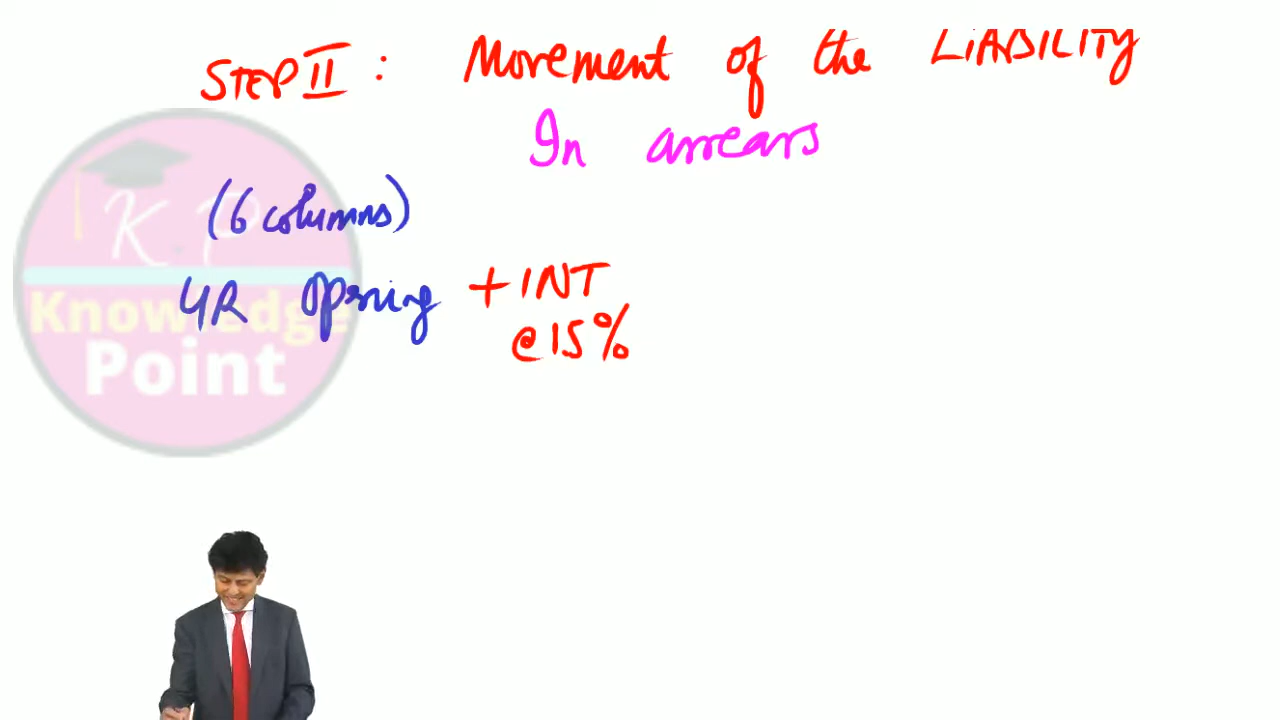 STEP II : Movement of the LIABILITY
In arrears
(6 columns)
YR Opening + INT
@ 15%
K.P
Knowledge
Point